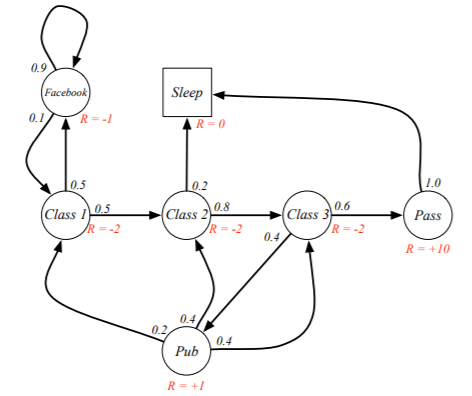 0.9
Facebook
Sleep
0.1
R = -1
R = 0
0.5
0.2
1.0
Class 1
0.5
Class 2
0.8
Class 3
0.6
Pass
R = -2
R = -2
R = -2
0.4
R = +10
0.4
0.2
0.4
Pub
R = +1